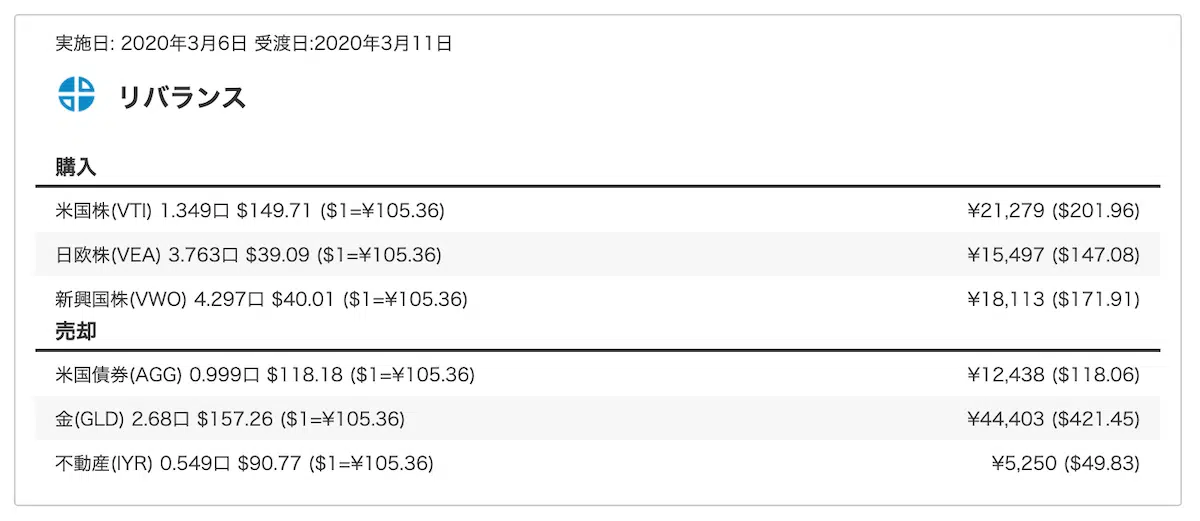 実施日: 2020年3月6日 受渡日:2020年3月11日
リバランス
購入
米国株(VTI) 1.349口 $149.71 ($1=¥105.36) ¥21,279 ($201.96)
日欧株(VEA) 3.763口 $39.09 ($1=¥105.36) ¥15,497 ($147.08)
新興国株(VWO) 4.297口 $40.01 ($1=¥105.36) ¥18,113 ($171.91)
売却
米国債券(AGG) 0.999口 $118.18 ($1=¥105.36) ¥12,438 ($118.06)
金(GLD) 2.68口 $157.26 ($1=¥105.36) ¥44,403 ($421.45)
不動産(IYR) 0.549口 $90.77 ($1=¥105.36) ¥5,250 ($49.83)